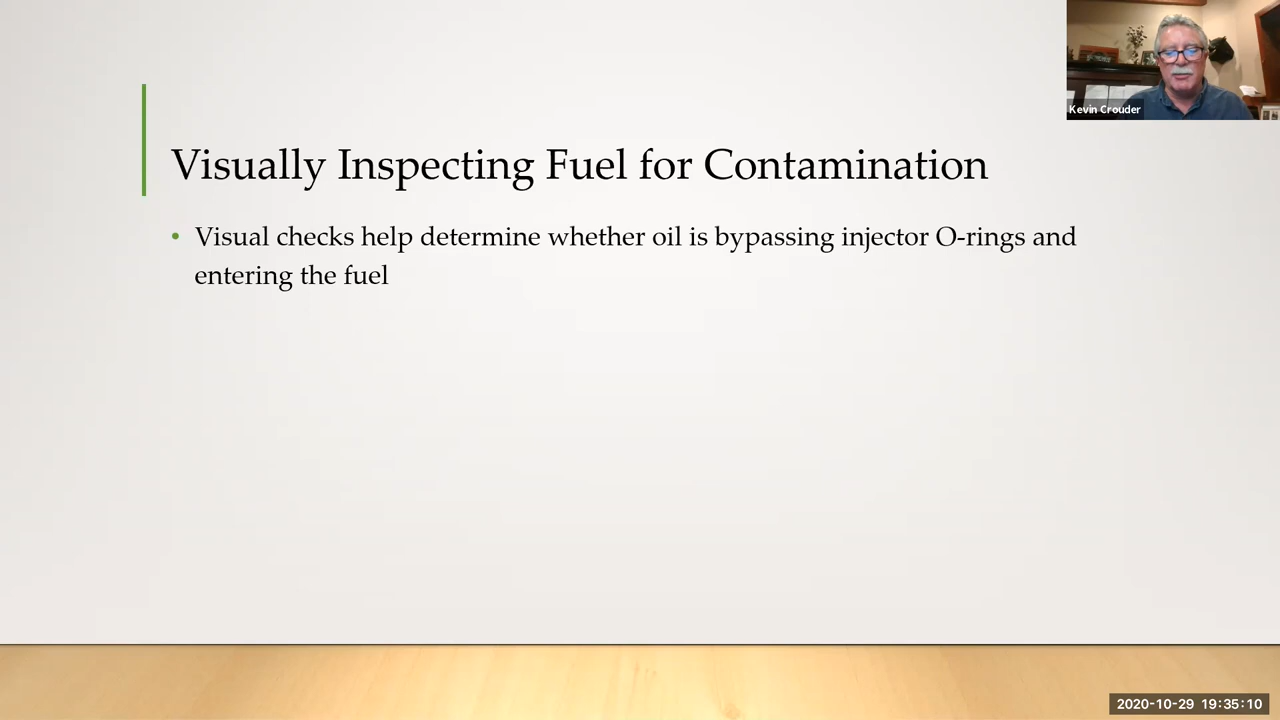 Kevin Crouder
Visually Inspecting Fuel for Contamination
• Visual checks help determine whether oil is bypassing injector O-rings and
entering the fuel
2020-10-29 19:35:10